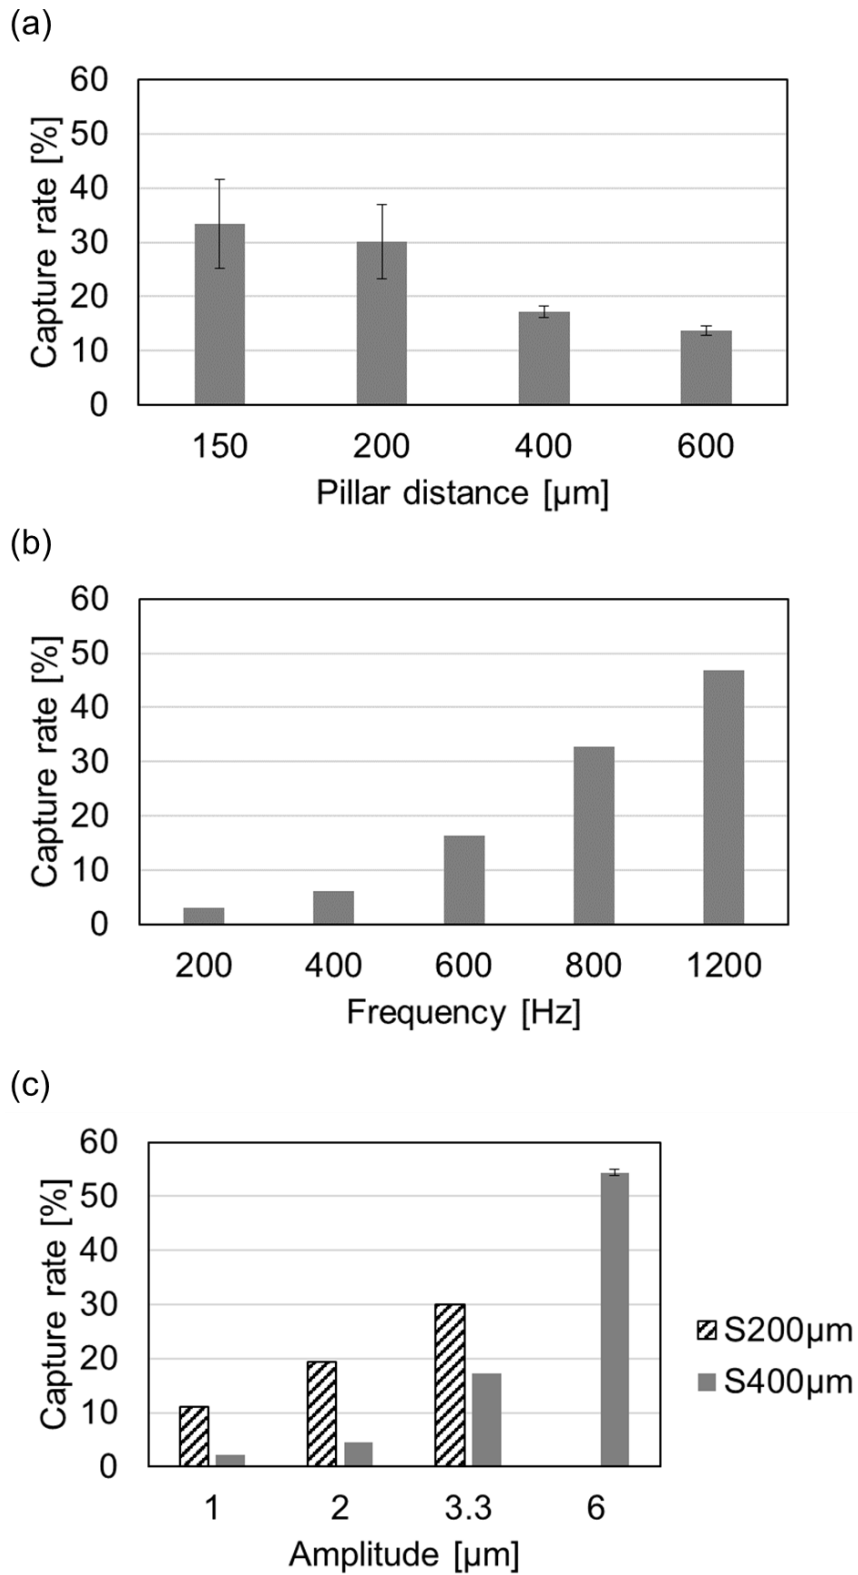 (a)
60
50
40
30
20
10
0
Capture rate [%]
150 200 400 600
Pillar distance [μm]
(b)
60
50
40
30
20
10
0
Capture rate [%]
200 400 600 800 1200
Frequency [Hz]
(c)
60
50
40
30
20
10
0
Capture rate [%]
1 2 3.3 6
Amplitude [μm]
S200μm
S400μm